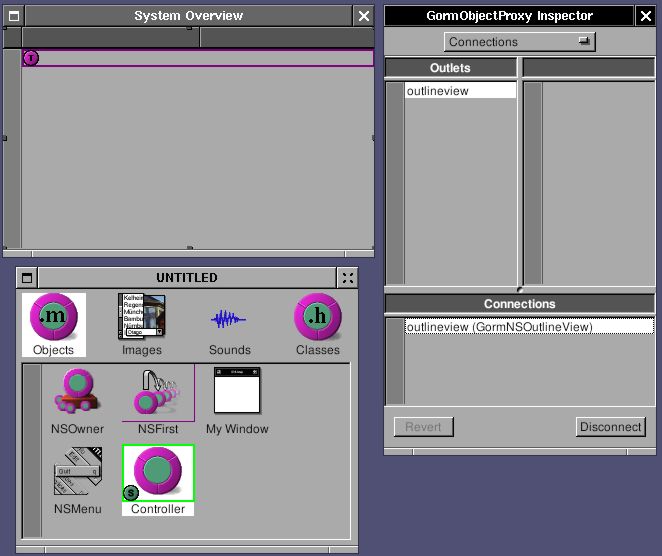 System Overview
T
GormObjectProxy Inspector
Connections
Outlets
outlineview
Connections
outlineview (GormNSOutlineView)
Revert
Disconnect
UNTITLED
.m
.h
Objects
Images
Sounds
Classes
NSOwner
NSFirst
My Window
NSMenu
S
Controller